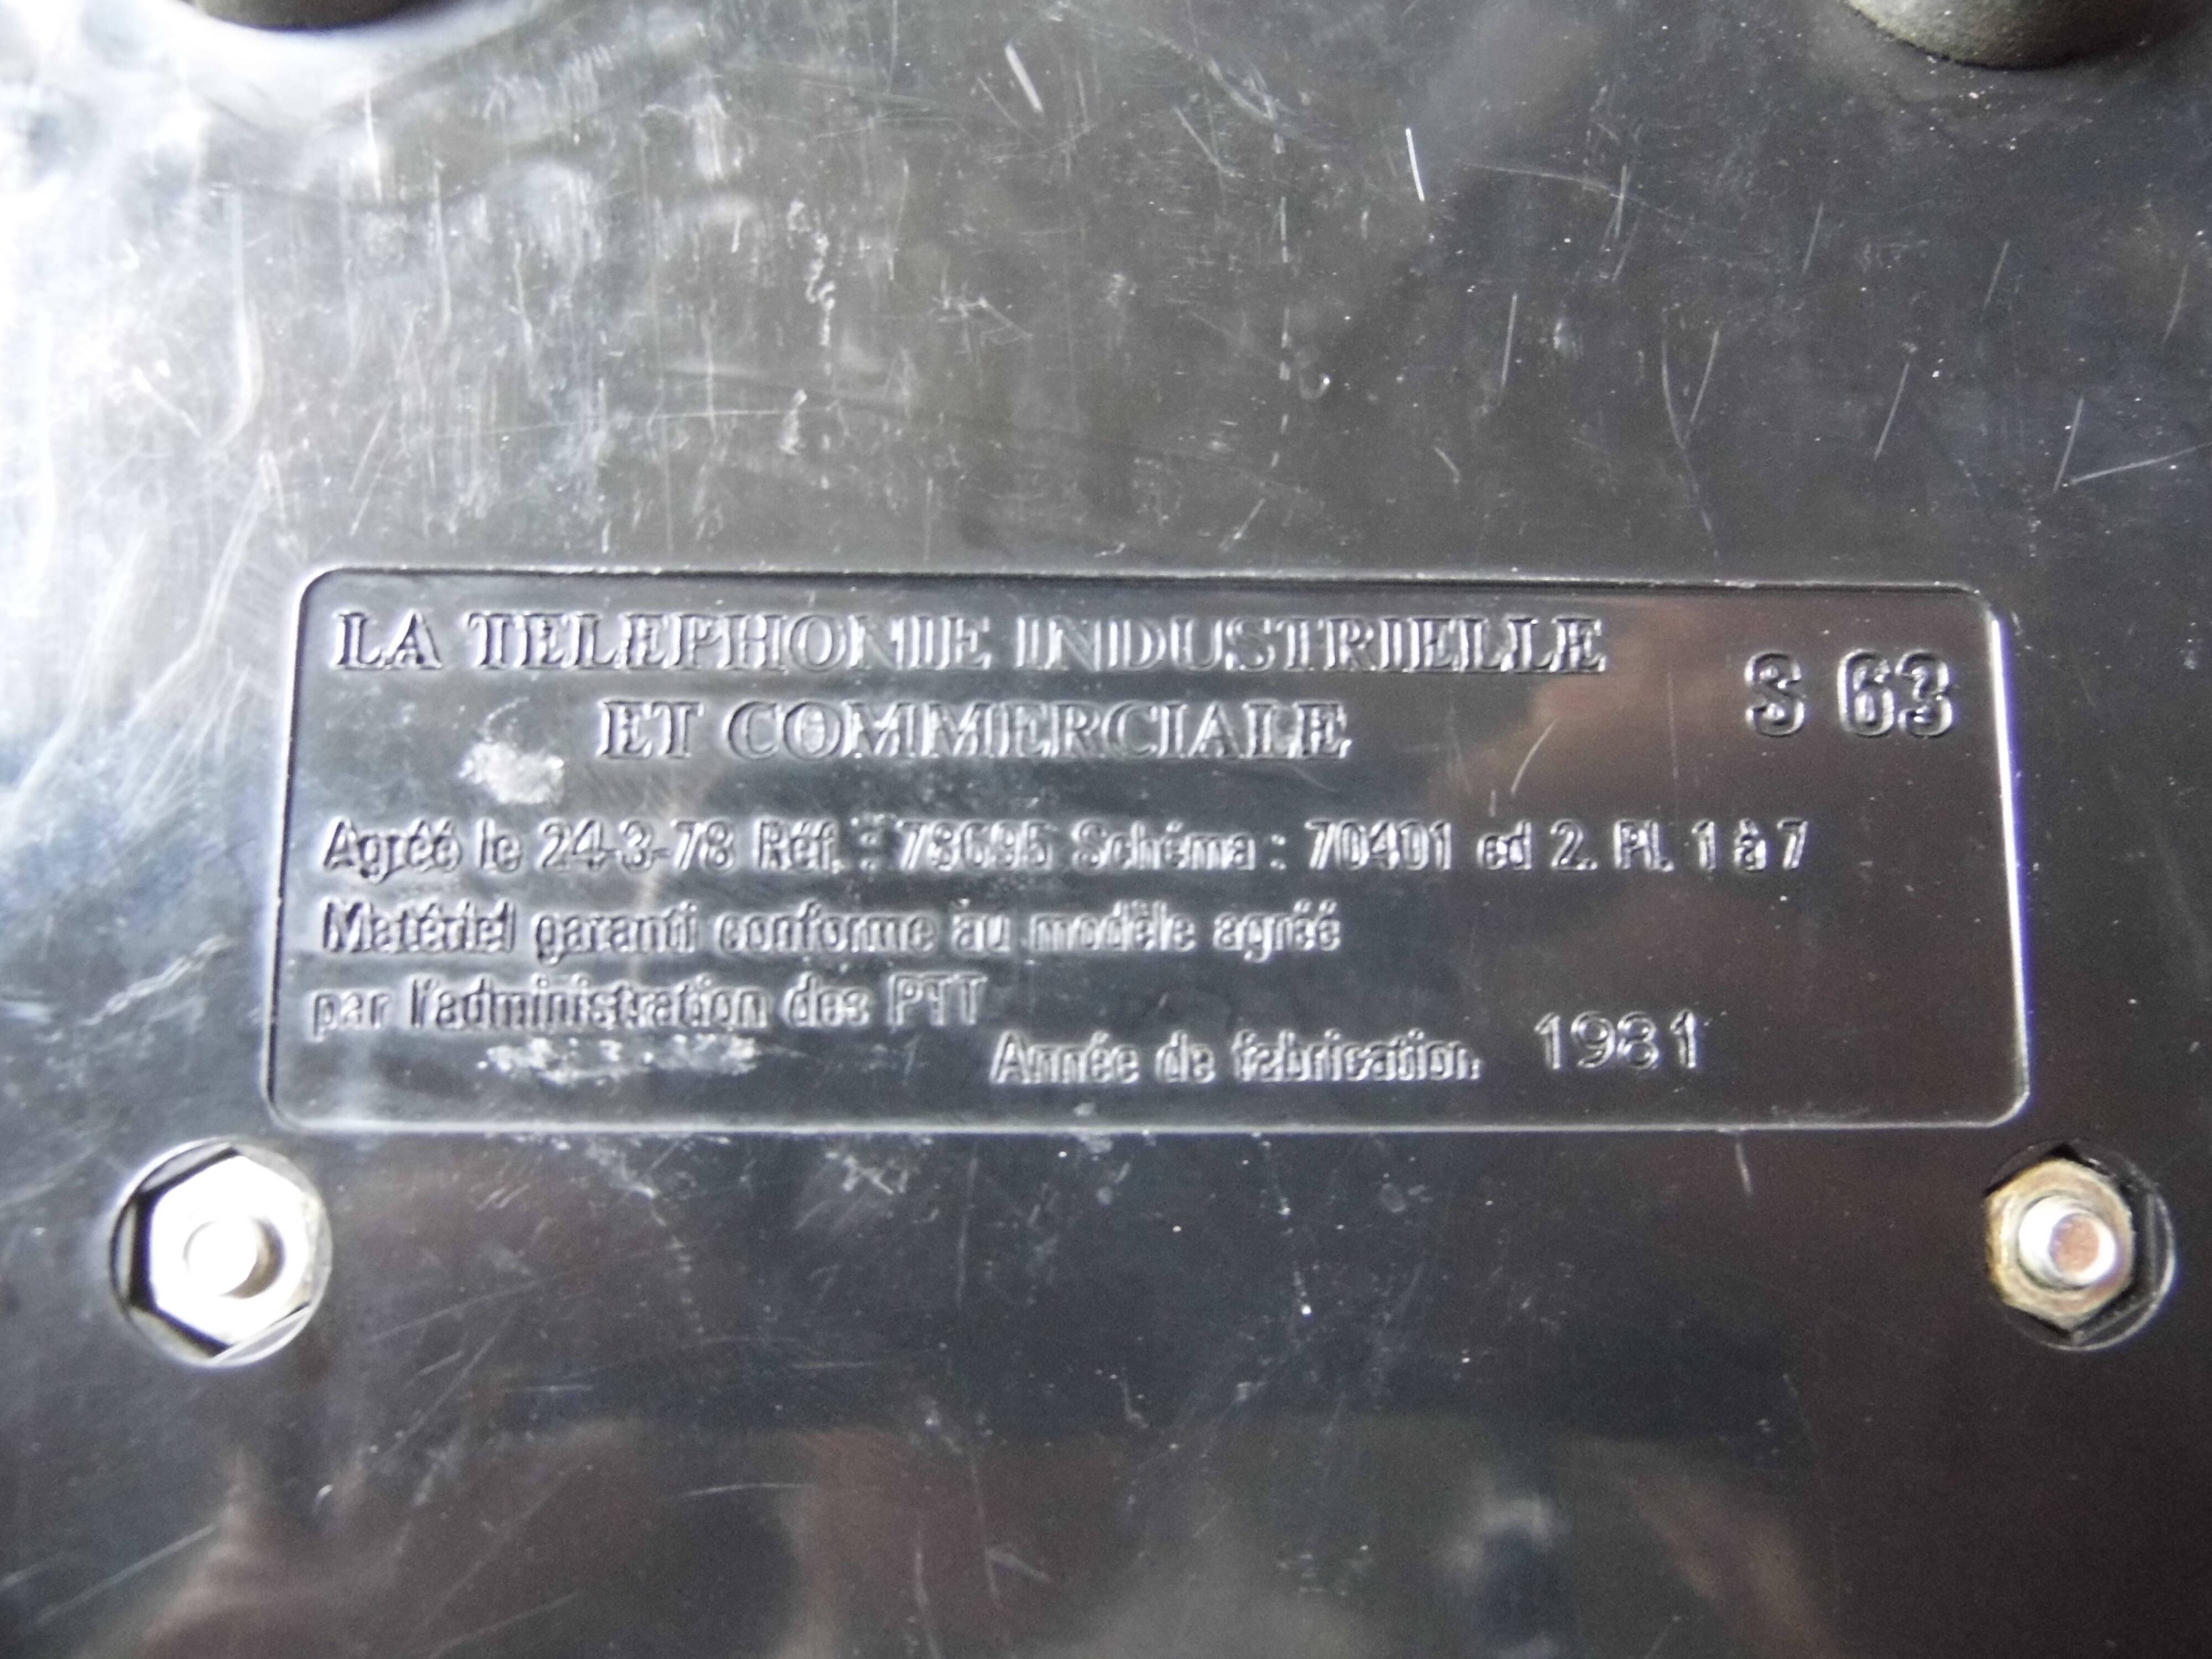 LA TELEPHONIE INDUSTRIELLE
ET COMMERCIALE
S 63
Agréé le 24-3-78 Réf. : 78695 Schéma : 70401 ed 2. Pl. 1 à 7
Matériel garanti conforme au modèle agréé
par l'administration des PTT
Année de fabrication 1981